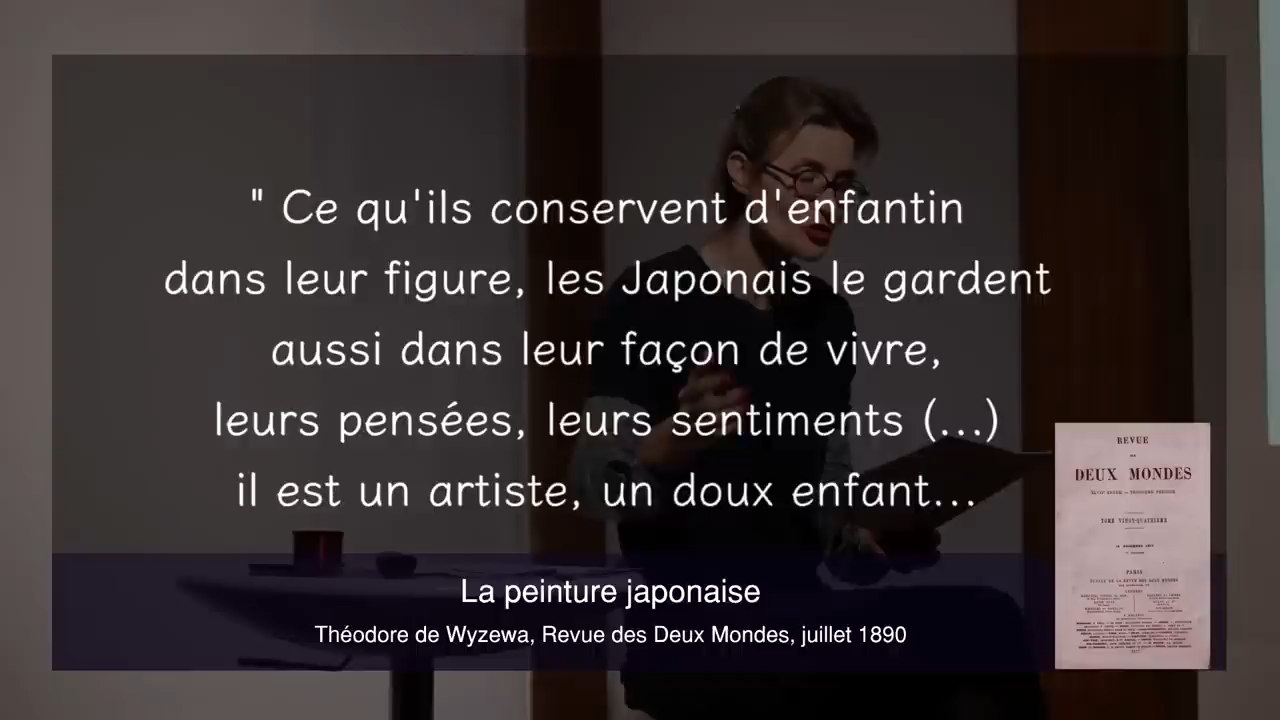 " Ce qu'ils conservent d'enfantin
dans leur figure, les Japonais le gardent
aussi dans leur façon de vivre,
leurs pensées, leurs sentiments (...)
il est un artiste, un doux enfant...
La peinture japonaise
Théodore de Wyzewa, Revue des Deux Mondes, juillet 1890
REVUE
DES
DEUX MONDES
TOME VINGT-QUATRIÈME
PARIS